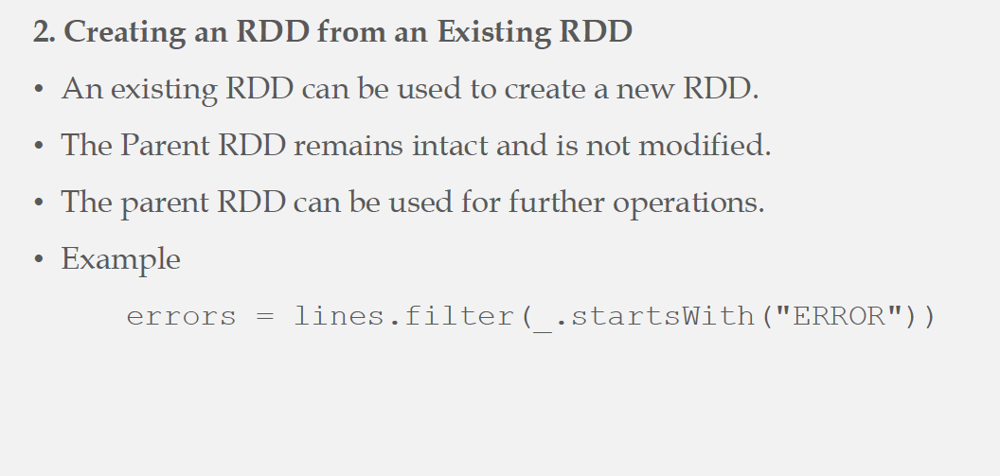 2. Creating an RDD from an Existing RDD
• An existing RDD can be used to create a new RDD.
• The Parent RDD remains intact and is not modified.
• The parent RDD can be used for further operations.
• Example
errors = lines.filter(_.startsWith("ERROR"))